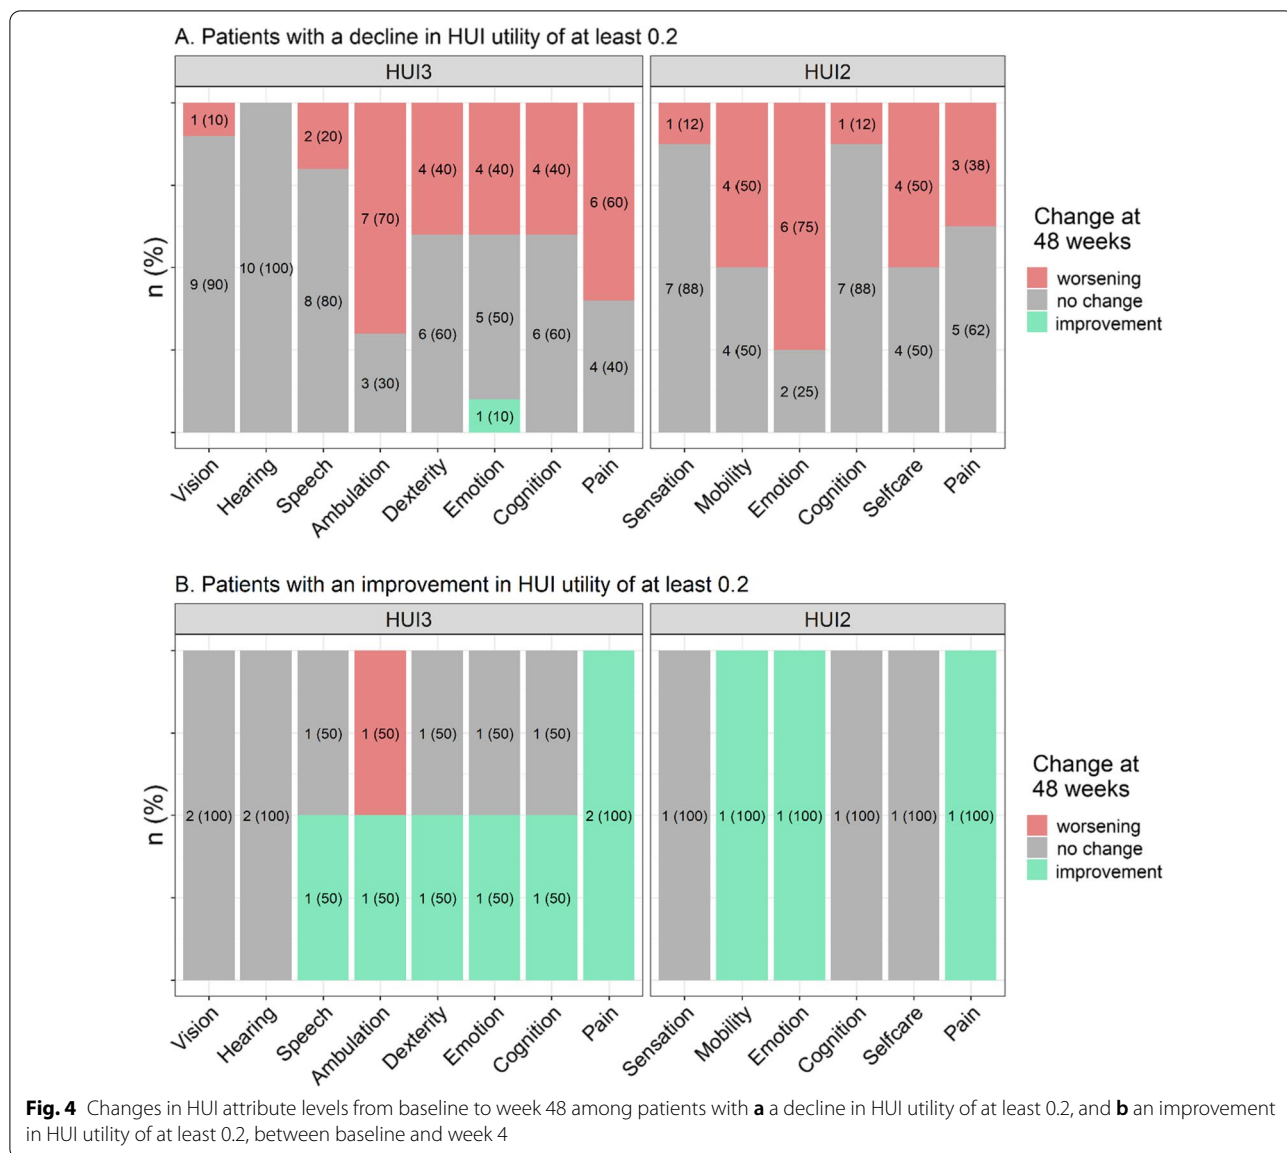 A. Patients with a decline in HUI utility of at least 0.2
HUI3
HUI2
n (%)
1 (10)
9 (90)
10 (100)
2 (20)
8 (80)
7 (70)
3 (30)
4 (40)
6 (60)
4 (40)
5 (50)
1 (10)
4 (40)
6 (60)
6 (60)
4 (40)
1 (12)
7 (88)
4 (50)
4 (50)
6 (75)
2 (25)
1 (12)
7 (88)
4 (50)
4 (50)
3 (38)
5 (62)
Vision
Hearing
Speech
Ambulation
Dexterity
Emotion
Cognition
Pain
Sensation
Mobility
Emotion
Cognition
Selfcare
Pain
Change at
48 weeks
worsening
no change
improvement
B. Patients with an improvement in HUI utility of at least 0.2
HUI3
HUI2
n (%)
2 (100)
2 (100)
1 (50)
1 (50)
1 (50)
1 (50)
1 (50)
1 (50)
1 (50)
1 (50)
1 (50)
1 (50)
2 (100)
1 (100)
1 (100)
1 (100)
1 (100)
1 (100)
1 (100)
Vision
Hearing
Speech
Ambulation
Dexterity
Emotion
Cognition
Pain
Sensation
Mobility
Emotion
Cognition
Selfcare
Pain
Change at
48 weeks
worsening
no change
improvement
Fig. 4 Changes in HUI attribute levels from baseline to week 48 among patients with a a decline in HUI utility of at least 0.2, and b an improvement
in HUI utility of at least 0.2, between baseline and week 4